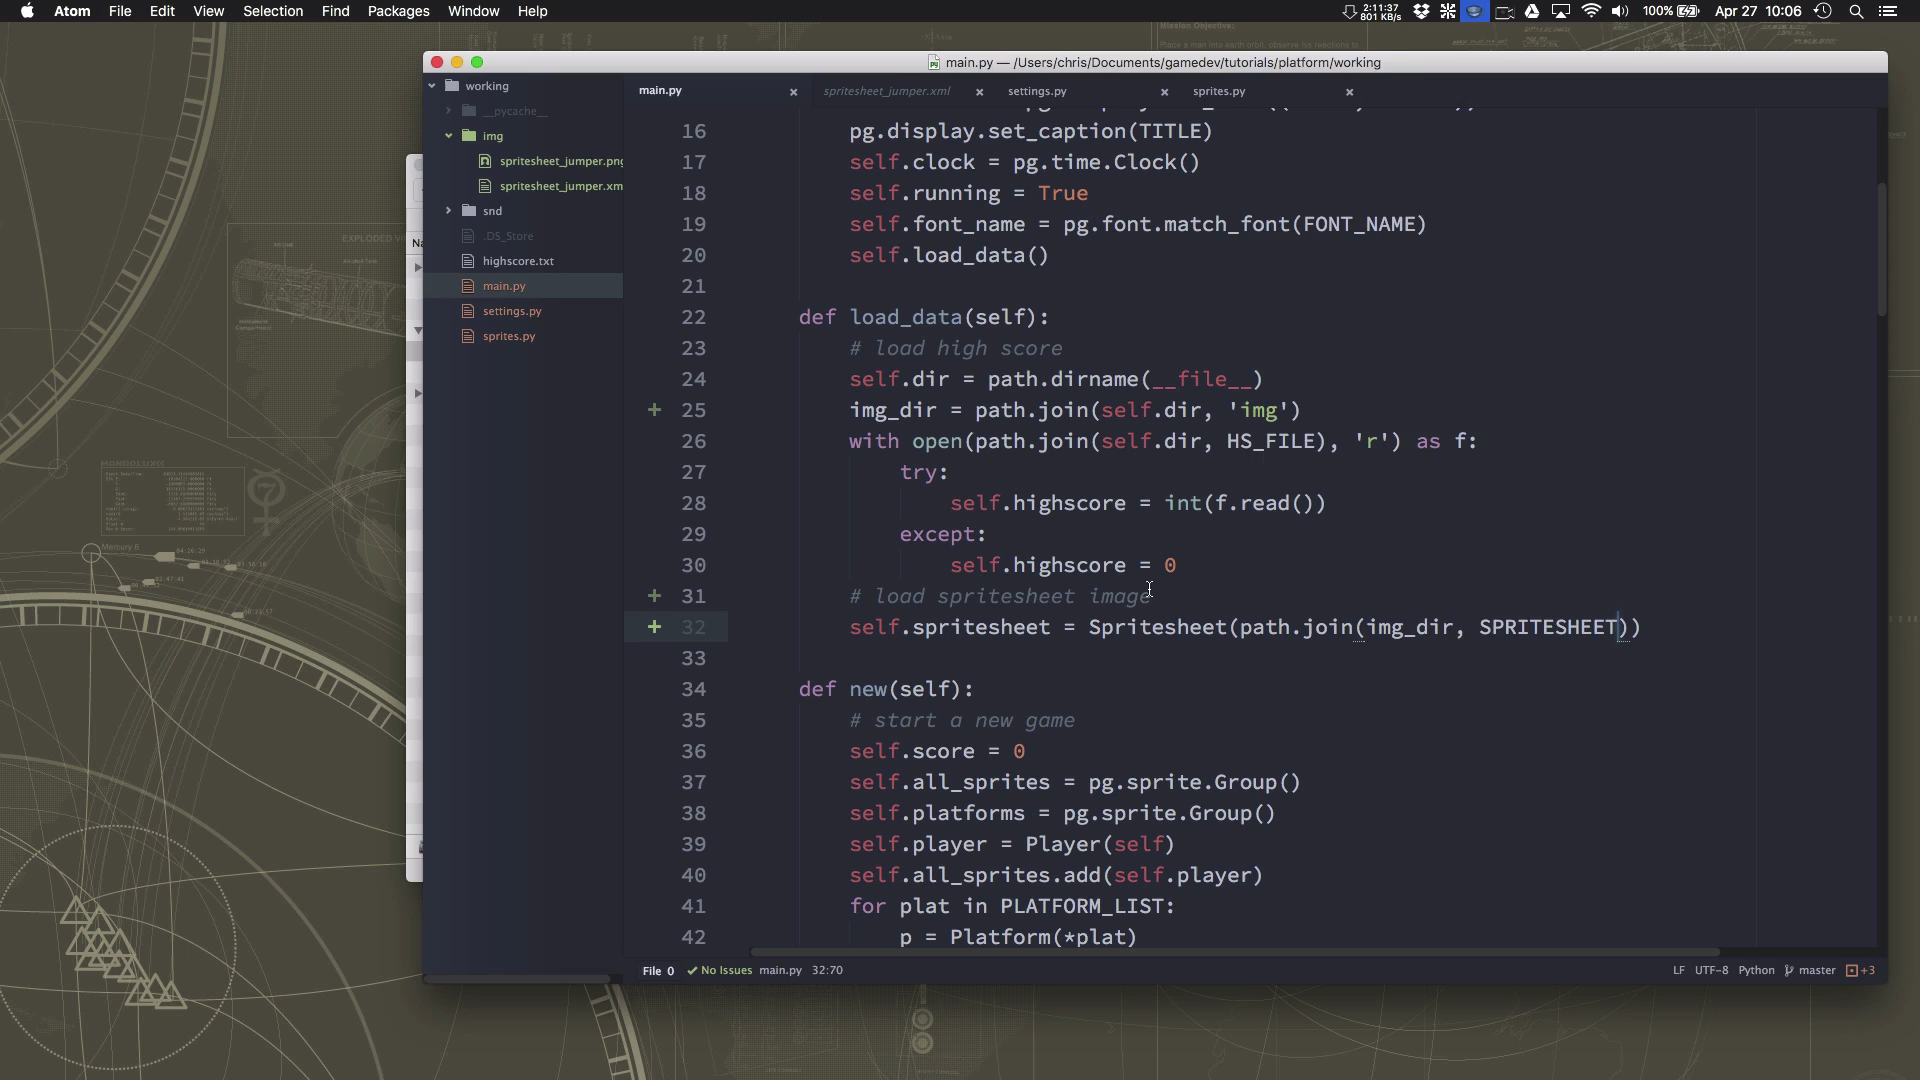 Atom File Edit View Selection Find Packages Window Help 2:11:37 801 KB/s 100% Apr 27 10:06
main.py — /Users/chris/Documents/gamedev/tutorials/platform/working
working
__pycache__
img
spritesheet_jumper.png
spritesheet_jumper.xm
snd
.DS_Store
highscore.txt
main.py
settings.py
sprites.py
main.py spritesheet_jumper.xml settings.py sprites.py
16 pg.display.set_caption(TITLE)
17 self.clock = pg.time.Clock()
18 self.running = True
19 self.font_name = pg.font.match_font(FONT_NAME)
20 self.load_data()
21
22 def load_data(self):
23 # load high score
24 self.dir = path.dirname(__file__)
25 img_dir = path.join(self.dir, 'img')
26 with open(path.join(self.dir, HS_FILE), 'r') as f:
27 try:
28 self.highscore = int(f.read())
29 except:
30 self.highscore = 0
31 # load spritesheet image
32 self.spritesheet = Spritesheet(path.join(img_dir, SPRITESHEET))
33
34 def new(self):
35 # start a new game
36 self.score = 0
37 self.all_sprites = pg.sprite.Group()
38 self.platforms = pg.sprite.Group()
39 self.player = Player(self)
40 self.all_sprites.add(self.player)
41 for plat in PLATFORM_LIST:
42 p = Platform(*plat)
File 0 No Issues main.py 32:70 LF UTF-8 Python master +3